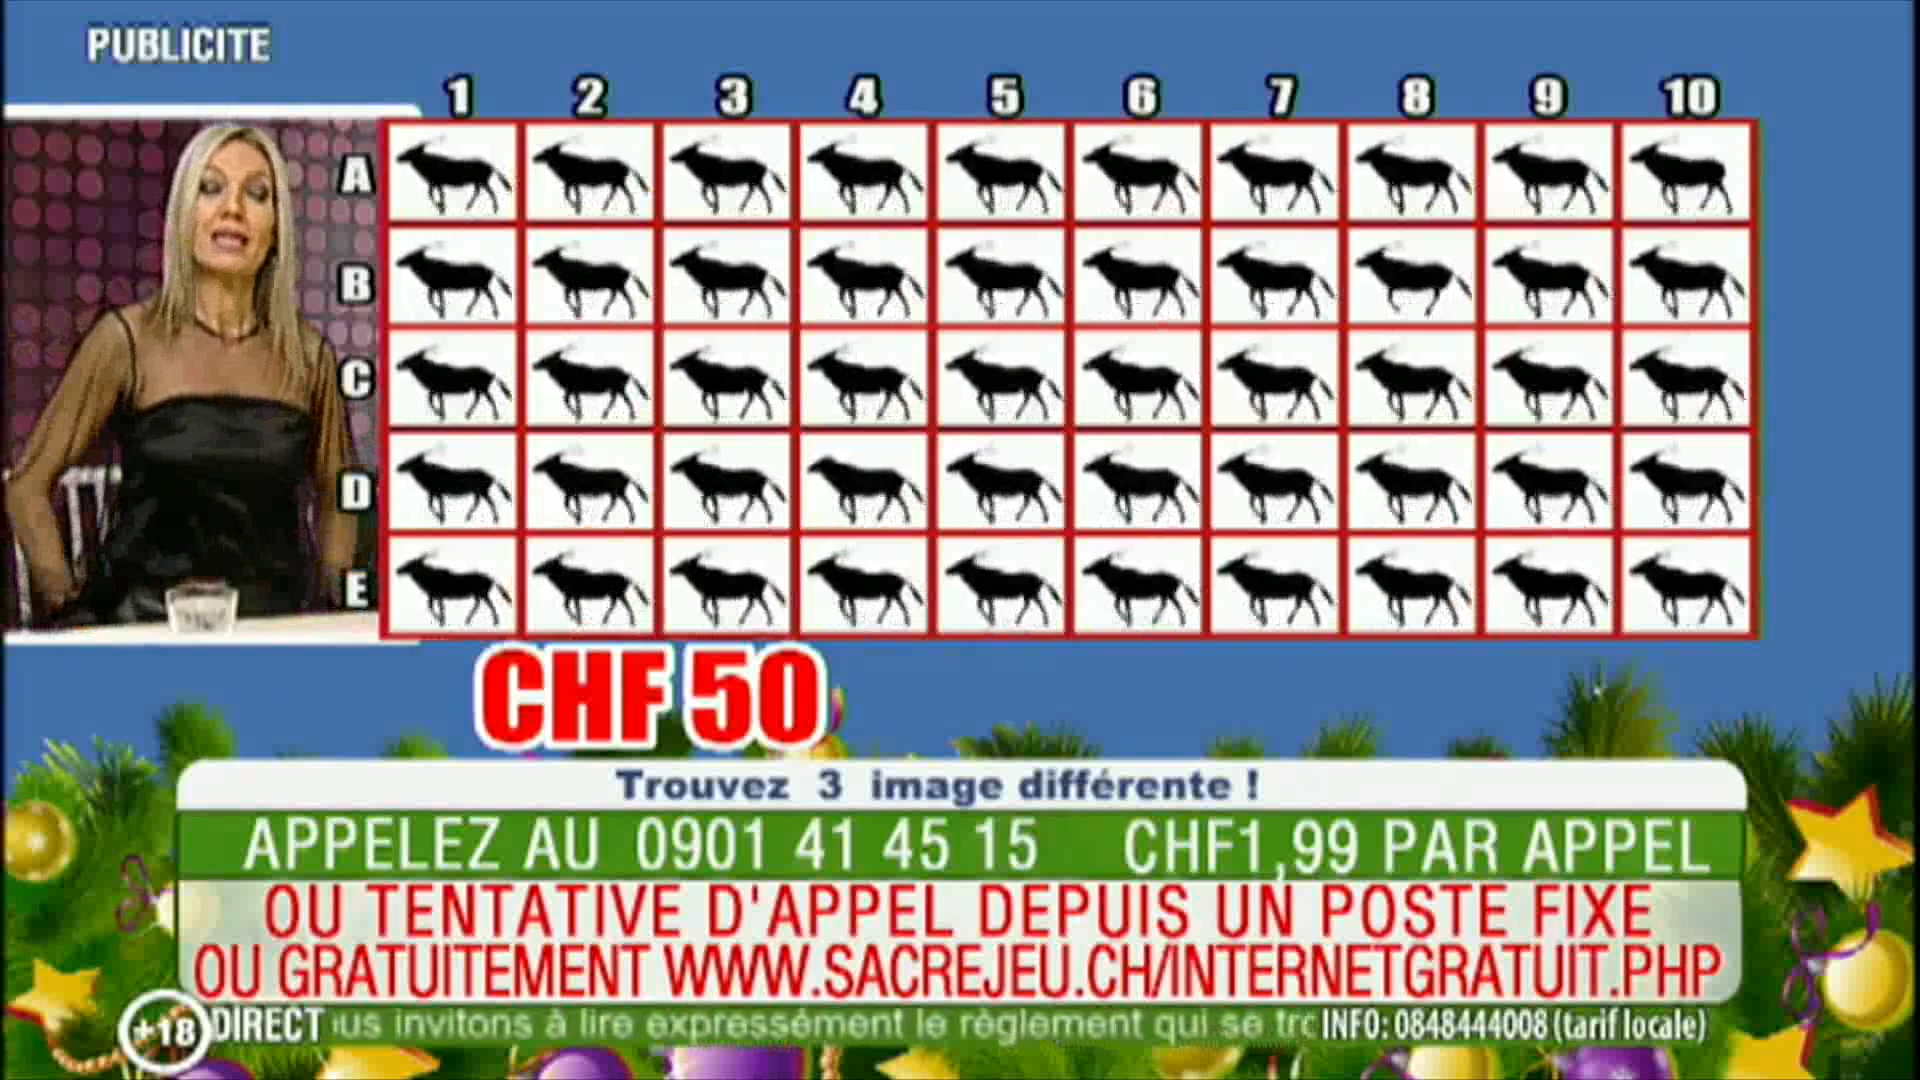 PUBLICITE
1 2 3 4 5 6 7 8 9 10
A
B
C
D
E
CHF 50
Trouvez 3 image différente !
APPELEZ AU 0901 41 45 15 CHF1,99 PAR APPEL
OU TENTATIVE D'APPEL DEPUIS UN POSTE FIXE
OU GRATUITEMENT WWW.SACREJEU.CH/INTERNETGRATUIT.PHP
+18 DIRECT us invitons à lire expressément le règlement qui se tro INFO: 0848444008 (tarif locale)